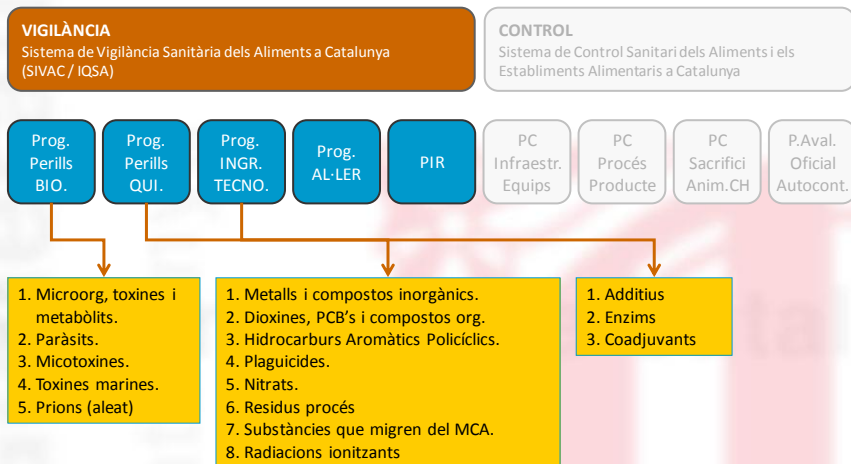 VIGILÀNCIA
Sistema de Vigilància Sanitària dels Aliments a Catalunya
(SIVAC / IQSA)
CONTROL
Sistema de Control Sanitari dels Aliments i els
Establiments Alimentaris a Catalunya
Prog.
Perills
BIO.
Prog.
Perills
QUI.
Prog.
INGR.
TECNO.
Prog.
AL·LER
PIR
PC
Infraestr.
Equips
PC
Procés
Producte
PC
Sacrifici
Anim.CH
P.Aval.
Oficial
Autocont.
1. Microorg, toxines i
metabòlits.
2. Paràsits.
3. Micotoxines.
4. Toxines marines.
5. Prions (aleat)
1. Metalls i compostos inorgànics.
2. Dioxines, PCB's i compostos org.
3. Hidrocarburs Aromàtics Policíclics.
4. Plaguicides.
5. Nitrats.
6. Residus procés
7. Substàncies que migren del MCA.
8. Radiacions ionitzants
1. Additius
2. Enzims
3. Coadjuvants